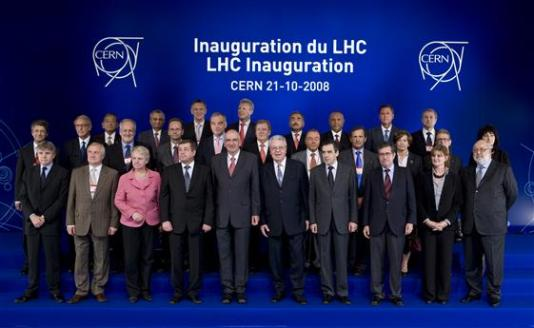 CERN
Inauguration du LHC
LHC Inauguration
CERN 21-10-2008
CERN